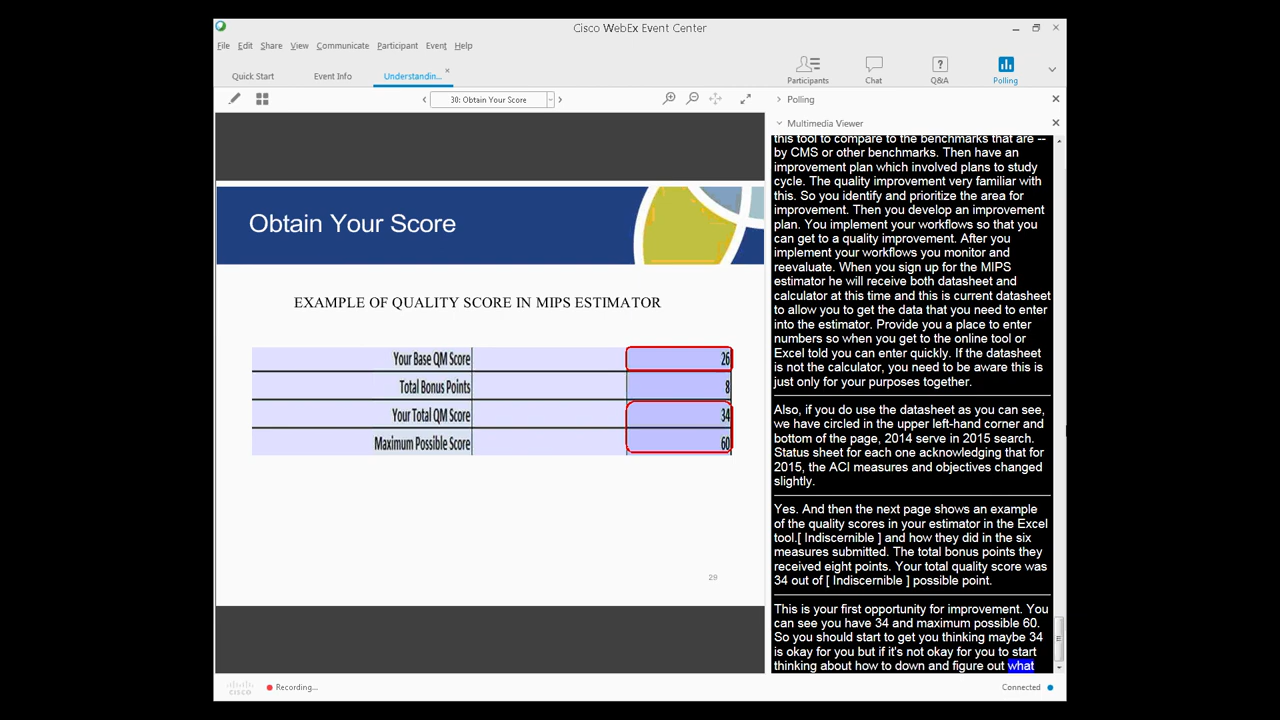 Cisco WebEx Event Center
File Edit Share View Communicate Participant Event Help
Quick Start Event Info Understandin...
Participants Chat Q&A Polling
30: Obtain Your Score
Obtain Your Score
EXAMPLE OF QUALITY SCORE IN MIPS ESTIMATOR
Your Base QM Score 26
Total Bonus Points 8
Your Total QM Score 34
Maximum Possible Score 60
29
Polling
Multimedia Viewer
this tool to compare to the benchmarks that are --
by CMS or other benchmarks. Then have an
improvement plan which involved plans to study
cycle. The quality improvement very familiar with
this. So you identify and prioritize the area for
improvement. Then you develop an improvement
plan. You implement your workflows so that you
can get to a quality improvement. After you
implement your workflows you monitor and
reevaluate. When you sign up for the MIPS
estimator he will receive both datasheet and
calculator at this time and this is current datasheet
to allow you to get the data that you need to enter
into the estimator. Provide you a place to enter
numbers so when you get to the online tool or
Excel told you can enter quickly. If the datasheet
is not the calculator, you need to be aware this is
just only for your purposes together.
Also, if you do use the datasheet as you can see,
we have circled in the upper left-hand corner and
bottom of the page, 2014 serve in 2015 search.
Status sheet for each one acknowledging that for
2015, the ACI measures and objectives changed
slightly.
Yes. And then the next page shows an example
of the quality scores in your estimator in the Excel
tool.[ Indiscernible ] and how they did in the six
measures submitted. The total bonus points they
received eight points. Your total quality score was
34 out of [ Indiscernible ] possible point.
This is your first opportunity for improvement. You
can see you have 34 and maximum possible 60.
So you should start to get you thinking maybe 34
is okay for you but if it's not okay for you to start
thinking about how to down and figure out what
cisco
Recording...
Connected